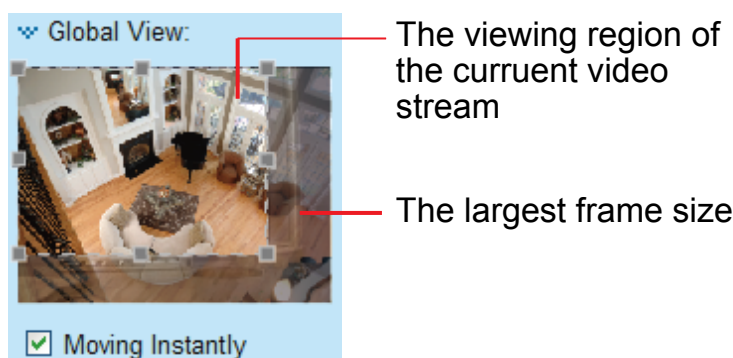 Global View:
The viewing region of
the curruent video
stream
The largest frame size
Moving Instantly